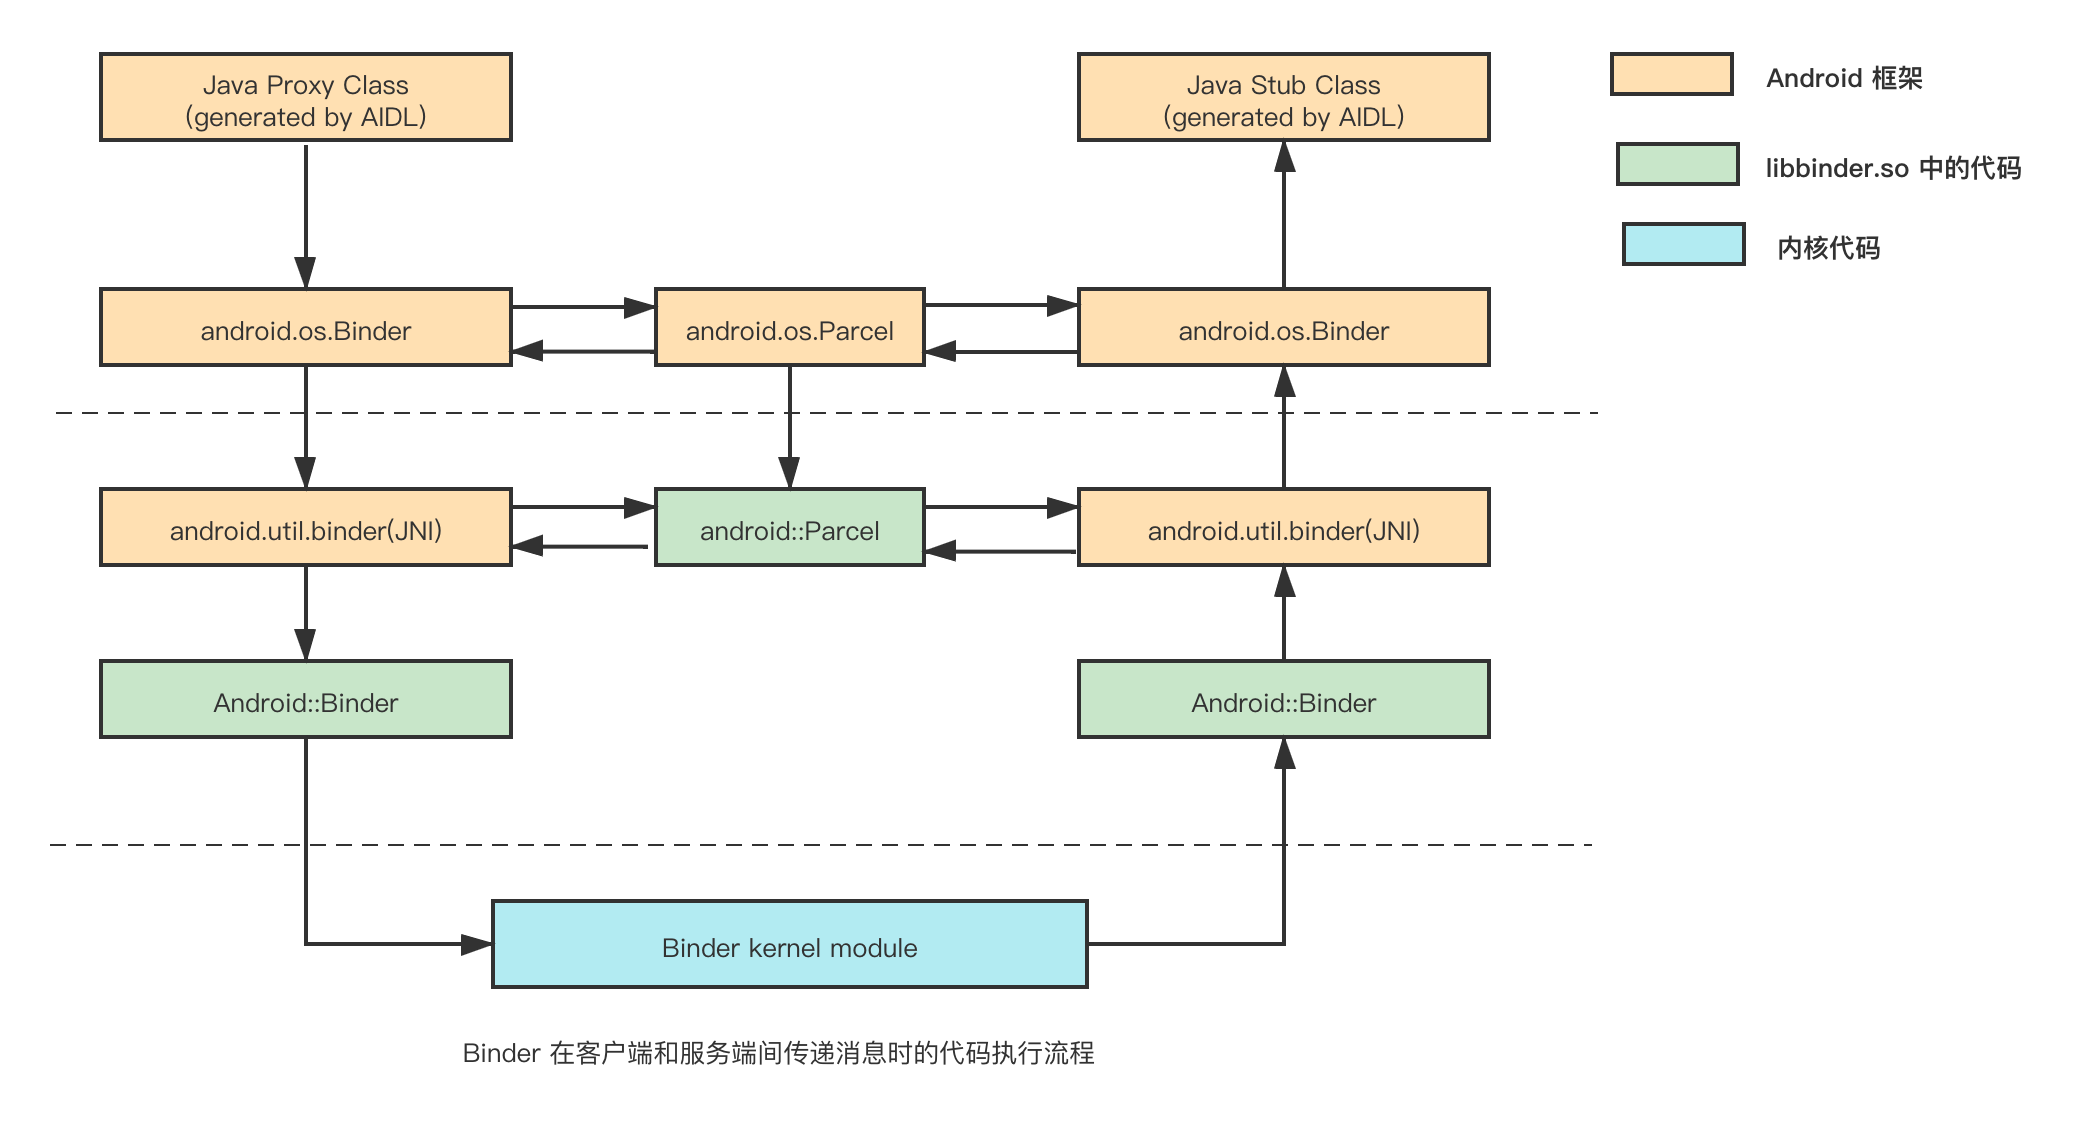 Java Proxy Class
(generated by AIDL)
Java Stub Class
(generated by AIDL)
Android 框架
libbinder.so 中的代码
内核代码
android.os.Binder
android.os.Parcel
android.os.Binder
android.util.binder(JNI)
android::Parcel
android.util.binder(JNI)
Android::Binder
Android::Binder
Binder kernel module
Binder 在客户端和服务端间传递消息时的代码执行流程